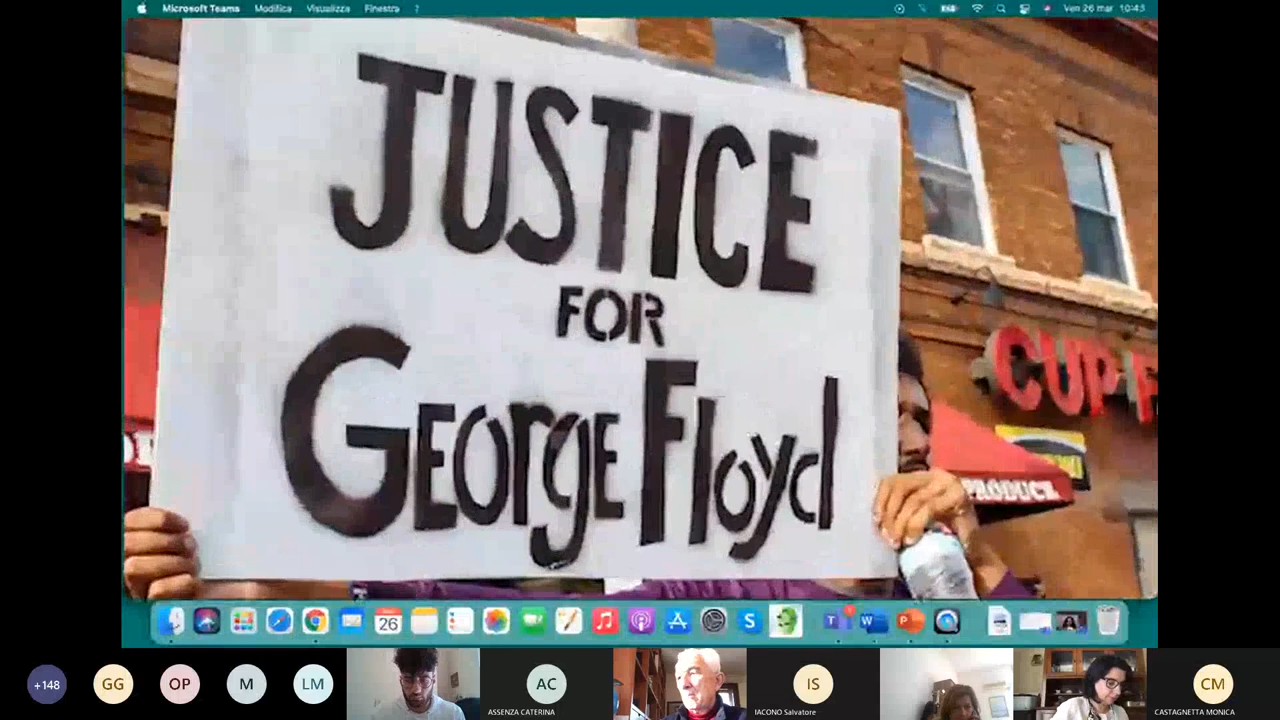 Microsoft Teams Modifica Visualizza Finestra ?
Ven 26 mar 10:43
JUSTICE
FOR
GEorgE Floyd
CUP F
PRODUCE
26
+148
GG
OP
M
LM
AC
ASSENZA CATERINA
IS
IACONO Salvatore
CM
CASTAGNETTA MONICA